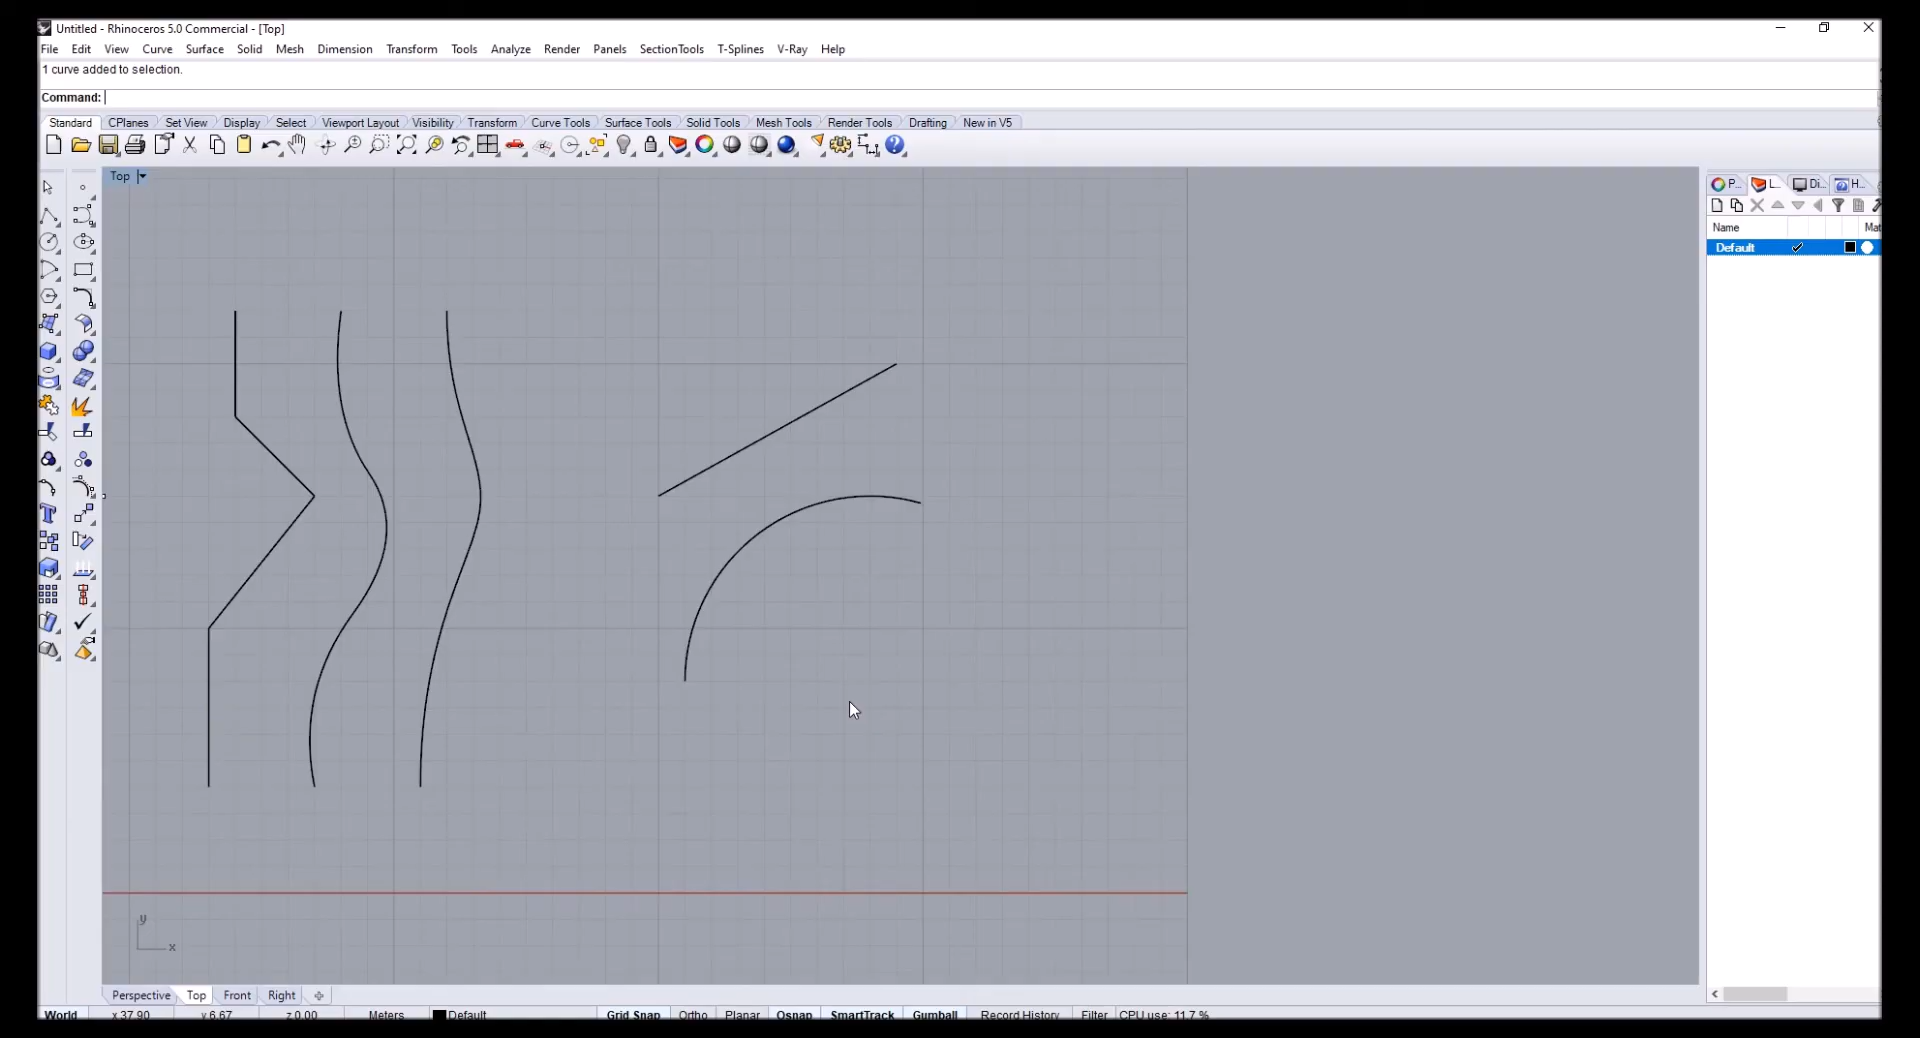 Untitled - Rhinoceros 5.0 Commercial - [Top]
File Edit View Curve Surface Solid Mesh Dimension Transform Tools Analyze Render Panels SectionTools T-Splines V-Ray Help
1 curve added to selection.
Command:
Standard CPlanes Set View Display Select Viewport Layout Visibility Transform Curve Tools Surface Tools Solid Tools Mesh Tools Render Tools Drafting New in V5
Top
P... L... Di... H...
Name Mat
Default
y
x
Perspective Top Front Right
World x 37.90 y 6.67 z 0.00 Meters Default Grid Snap Ortho Planar Osnap SmartTrack Gumball Record History Filter CPU use: 11.7 %